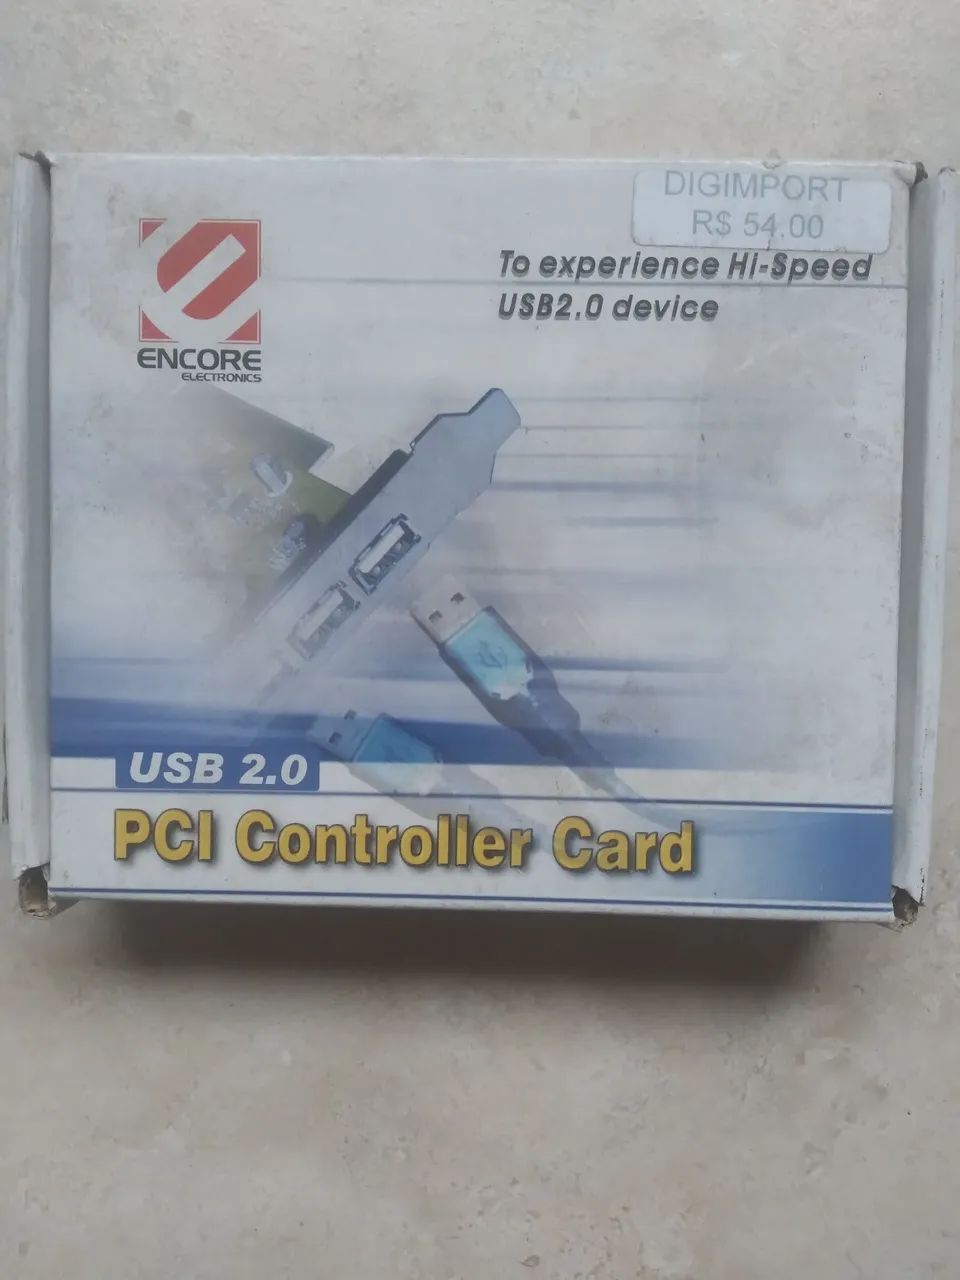 DIGIMPORT
R$ 54.00
To experience Hi-Speed
USB2.0 device
ENCORE
ELECTRONICS
USB 2.0
PCI Controller Card